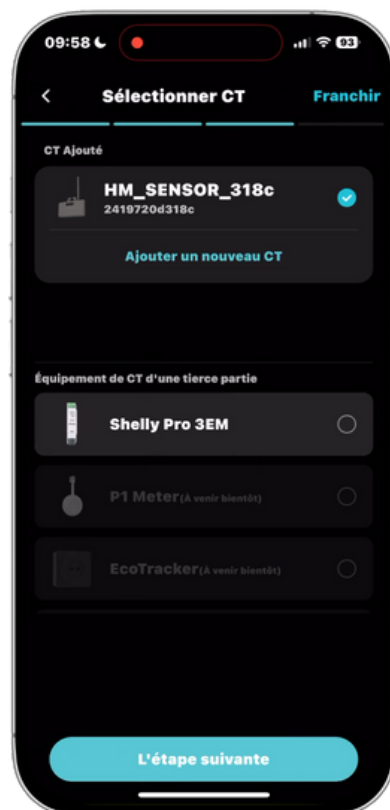 09:58
93
Sélectionner CT
Franchir
CT Ajouté
HM_SENSOR_318c
2419720d318c
Ajouter un nouveau CT
Équipement de CT d'une tierce partie
Shelly Pro 3EM
P1 Meter(À venir bientôt)
EcoTracker(À venir bientôt)
L'étape suivante